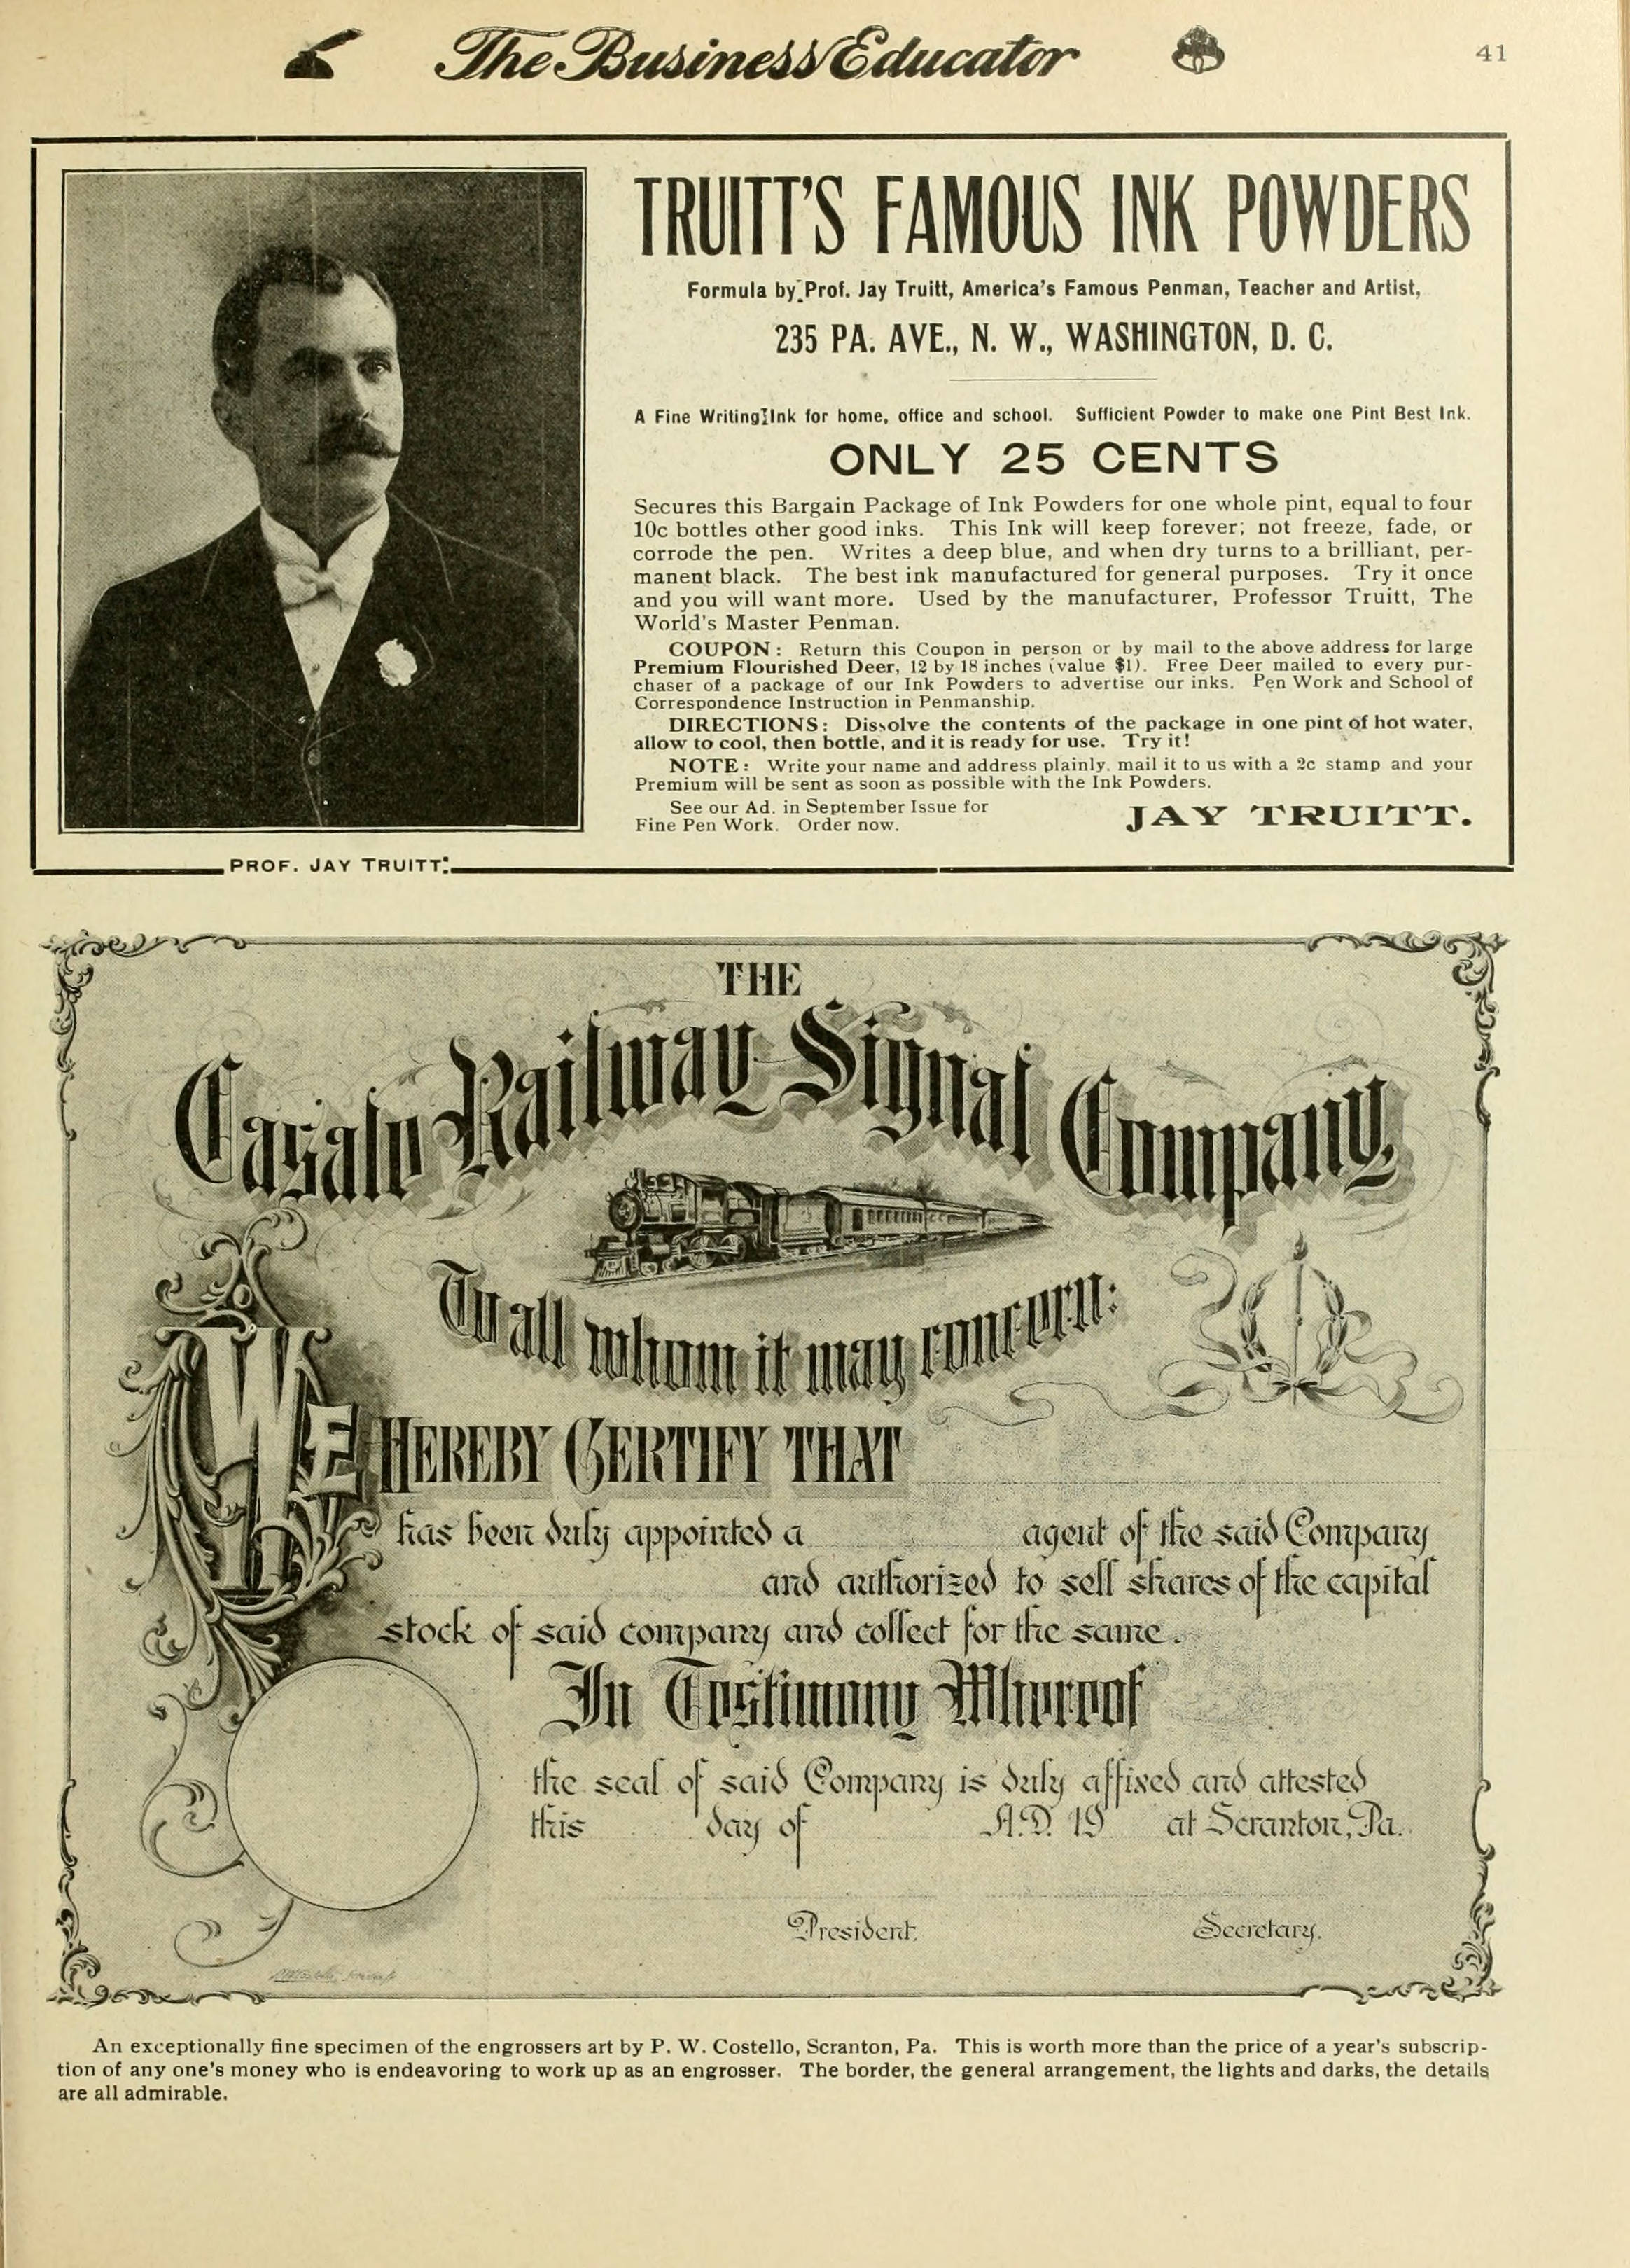 The Business Educator
41
TRUITT'S FAMOUS INK POWDERS
Formula by Prof. Jay Truitt, America's Famous Penman, Teacher and Artist,
235 PA. AVE., N. W., WASHINGTON, D. C.
A Fine Writing Ink for home, office and school. Sufficient Powder to make one Pint Best Ink.
ONLY 25 CENTS
Secures this Bargain Package of Ink Powders for one whole pint, equal to four
10c bottles other good inks. This Ink will keep forever; not freeze, fade, or
corrode the pen. Writes a deep blue, and when dry turns to a brilliant, per-
manent black. The best ink manufactured for general purposes. Try it once
and you will want more. Used by the manufacturer, Professor Truitt, The
World's Master Penman.
COUPON: Return this Coupon in person or by mail to the above address for large
Premium Flourished Deer, 12 by 18 inches (value $1). Free Deer mailed to every pur-
chaser of a package of our Ink Powders to advertise our inks. Pen Work and School of
Correspondence Instruction in Penmanship.
DIRECTIONS: Dissolve the contents of the package in one pint of hot water,
allow to cool, then bottle, and it is ready for use. Try it!
NOTE: Write your name and address plainly, mail it to us with a 2c stamp and your
Premium will be sent as soon as possible with the Ink Powders.
See our Ad. in September Issue for
Fine Pen Work. Order now.
JAY TRUITT.
PROF. JAY TRUITT.
THE
Casale Railway Signal Company,
To all whom it may concern:
WE HEREBY CERTIFY THAT
has been duly appointed a agent of the said Company
and authorized to sell shares of the capital
stock of said company and collect for the same.
In Testimony Whereof
the seal of said Company is duly affixed and attested
this day of A.D. 19 at Scranton, Pa.
President.
Secretary.
An exceptionally fine specimen of the engrossers art by P. W. Costello, Scranton, Pa. This is worth more than the price of a year's subscrip-
tion of any one's money who is endeavoring to work up as an engrosser. The border, the general arrangement, the lights and darks, the details
are all admirable.